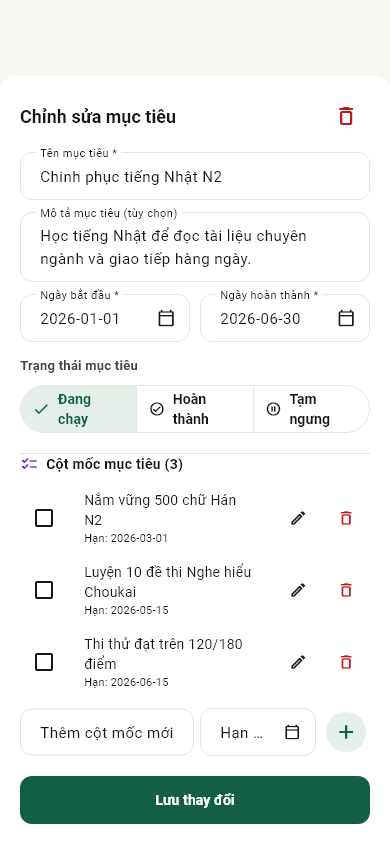 Chỉnh sửa mục tiêu
Tên mục tiêu *
Chinh phục tiếng Nhật N2
Mô tả mục tiêu (tùy chọn)
Học tiếng Nhật để đọc tài liệu chuyên
ngành và giao tiếp hàng ngày.
Ngày bắt đầu *
Ngày hoàn thành *
2026-01-01
2026-06-30
Trạng thái mục tiêu
Đang
chạy
Hoàn
thành
Tạm
ngưng
Cột mốc mục tiêu (3)
Nắm vững 500 chữ Hán
N2
Hạn: 2026-03-01
Luyện 10 đề thi Nghe hiểu
Choukai
Hạn: 2026-05-15
Thi thử đạt trên 120/180
điểm
Hạn: 2026-06-15
Thêm cột mốc mới
Hạn ...
Lưu thay đổi